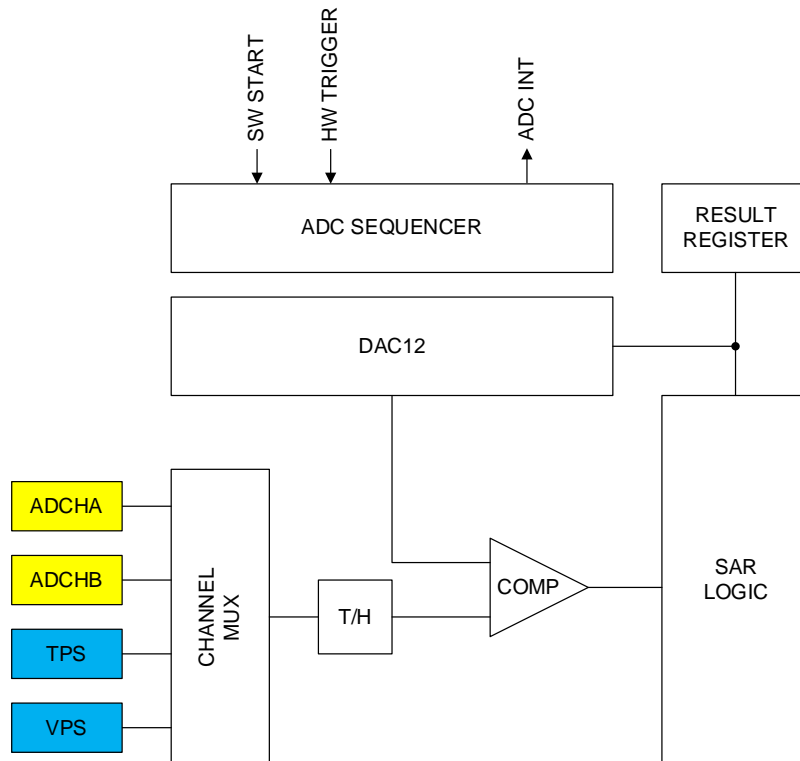 SW START
HW TRIGGER
ADC INT
ADC SEQUENCER
RESULT
REGISTER
DAC12
ADCHA
ADCHB
TPS
VPS
CHANNEL
MUX
T/H
COMP
SAR
LOGIC